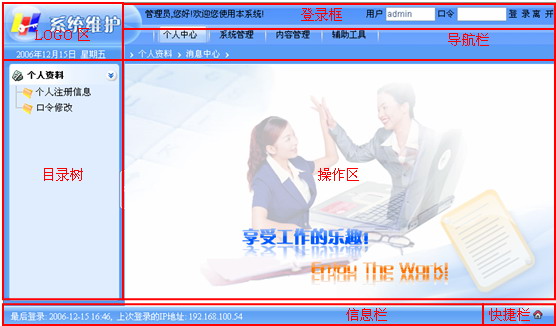 系统维护
LOGO 区
2006年12月15日 星期五
管理员,您好!欢迎您使用本系统!
登录框
用户 admin 口令 登 录 离 开
个人中心 系统管理 内容管理 辅助工具
导航栏
› 个人资料 › 消息中心 ›
个人资料
个人注册信息
口令修改
目录树
操作区
享受工作的乐趣!
Enjoy The Work!
最后登录: 2006-12-15 16:46, 上次登录的IP地址: 192.168.100.54
信息栏
快捷栏